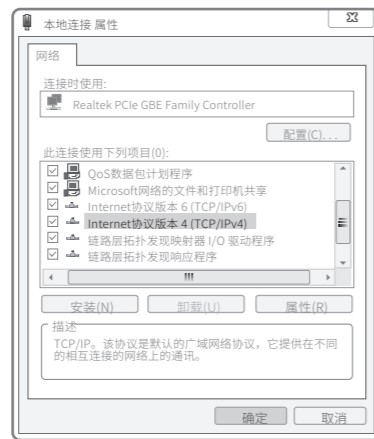 本地连接 属性
网络
连接时使用:
Realtek PCIe GBE Family Controller
配置(C)...
此连接使用下列项目(0):
QoS数据包计划程序
Microsoft网络的文件和打印机共享
Internet协议版本 6 (TCP/IPv6)
Internet协议版本 4 (TCP/IPv4)
链路层拓扑发现映射器 I/O 驱动程序
链路层拓扑发现响应程序
安装(N)
卸载(U)
属性(R)
描述
TCP/IP。该协议是默认的广域网络协议，它提供在不同
的相互连接的网络上的通讯。
确定
取消